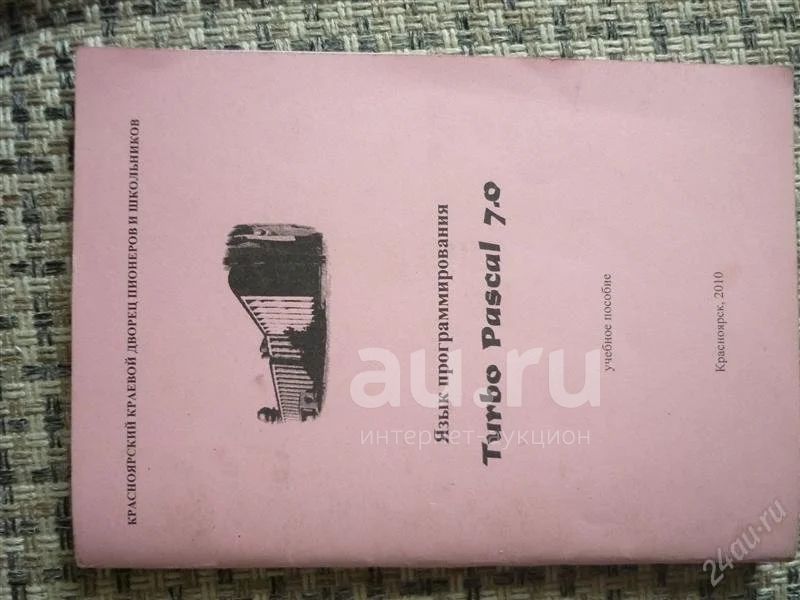 КРАСНОЯРСКИЙ КРАЕВОЙ ДВОРЕЦ ПИОНЕРОВ И ШКОЛЬНИКОВ
Язык программирования
Turbo Pascal 7.0
учебное пособие
Красноярск, 2010
au.ru
интернет-аукцион
24au.ru